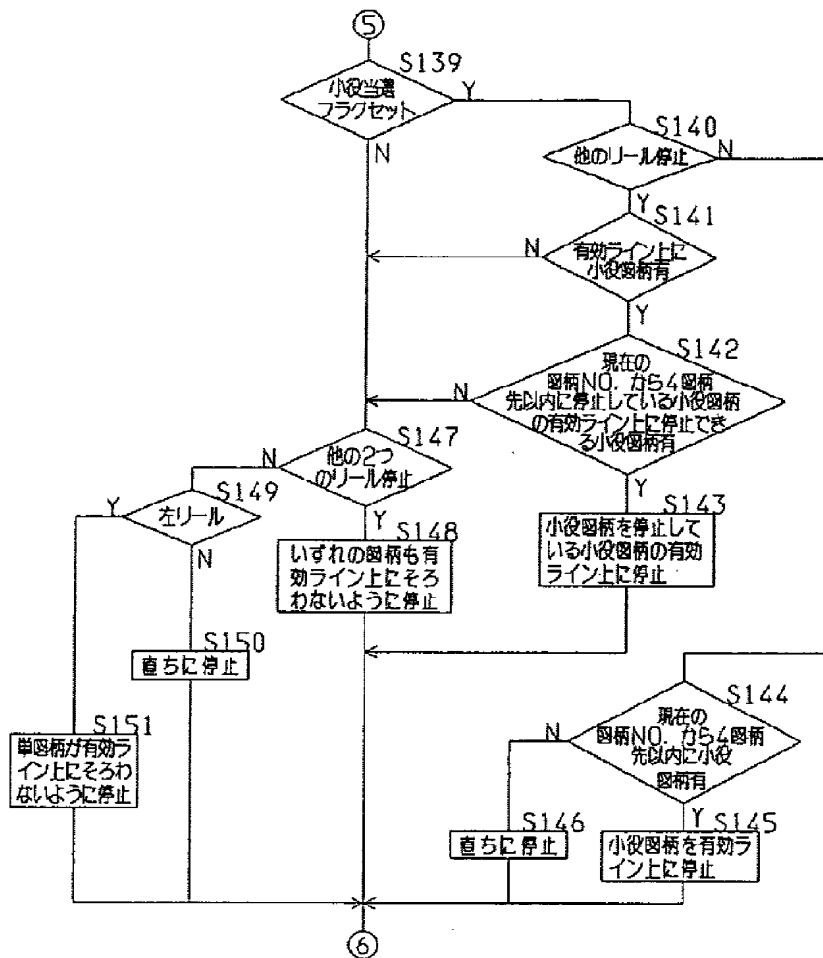 ⑤
S139
小役当選
フラグセット
Y
N
S140
他のリール停止
N
Y
S141
有効ライン上に
小役図柄有
N
Y
S142
現在の
図柄NO．から4図柄
先以内に停止している小役図柄
の有効ライン上に停止でき
る小役図柄有
N
Y
S143
小役図柄を停止して
いる小役図柄の有効
ライン上に停止
S147
他の2つ
のリール停止
N
Y
S148
いずれの図柄も有
効ライン上にそろ
わないように停止
S149
左リール
Y
N
S150
直ちに停止
S151
単図柄が有効ラ
イン上にそろわ
ないように停止
S144
現在の
図柄NO．から4図柄
先以内に小役
図柄有
N
Y
S145
小役図柄を有効ラ
イン上に停止
S146
直ちに停止
⑥